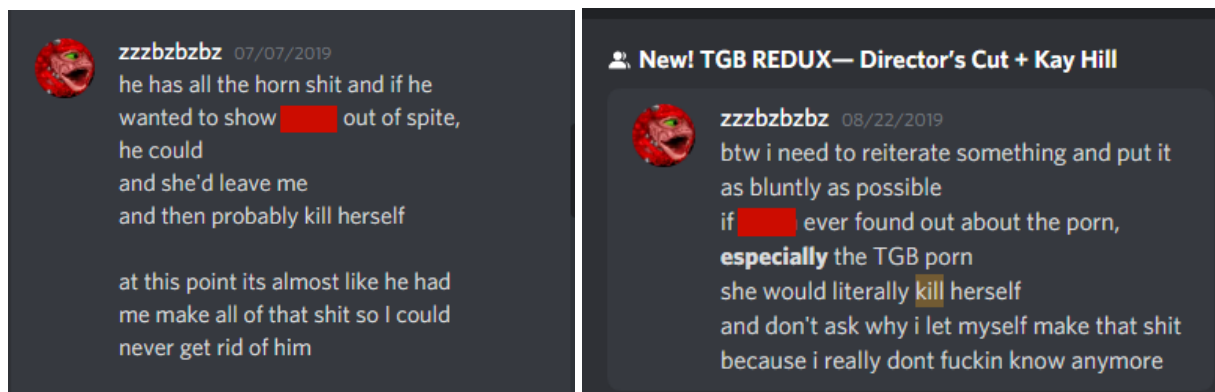 zzzbzbzbz 07/07/2019
he has all the horn shit and if he
wanted to show out of spite,
he could
and she'd leave me
and then probably kill herself
at this point its almost like he had
me make all of that shit so I could
never get rid of him
New! TGB REDUX— Director's Cut + Kay Hill
zzzbzbzbz 08/22/2019
btw i need to reiterate something and put it
as bluntly as possible
if ever found out about the porn,
especially the TGB porn
she would literally kill herself
and don't ask why i let myself make that shit
because i really dont fuckin know anymore